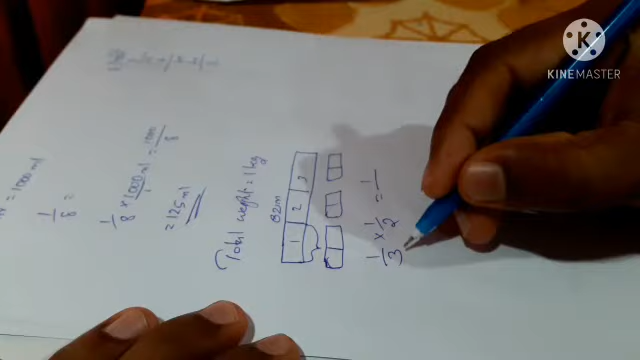 = 1000 ml
1/8 =
1/8 × 1000 ml/1 = 1000/8
= 125 ml
Total weight = 1 kg
1 2 3
1/3 × 1/2 = 1
KINEMASTER